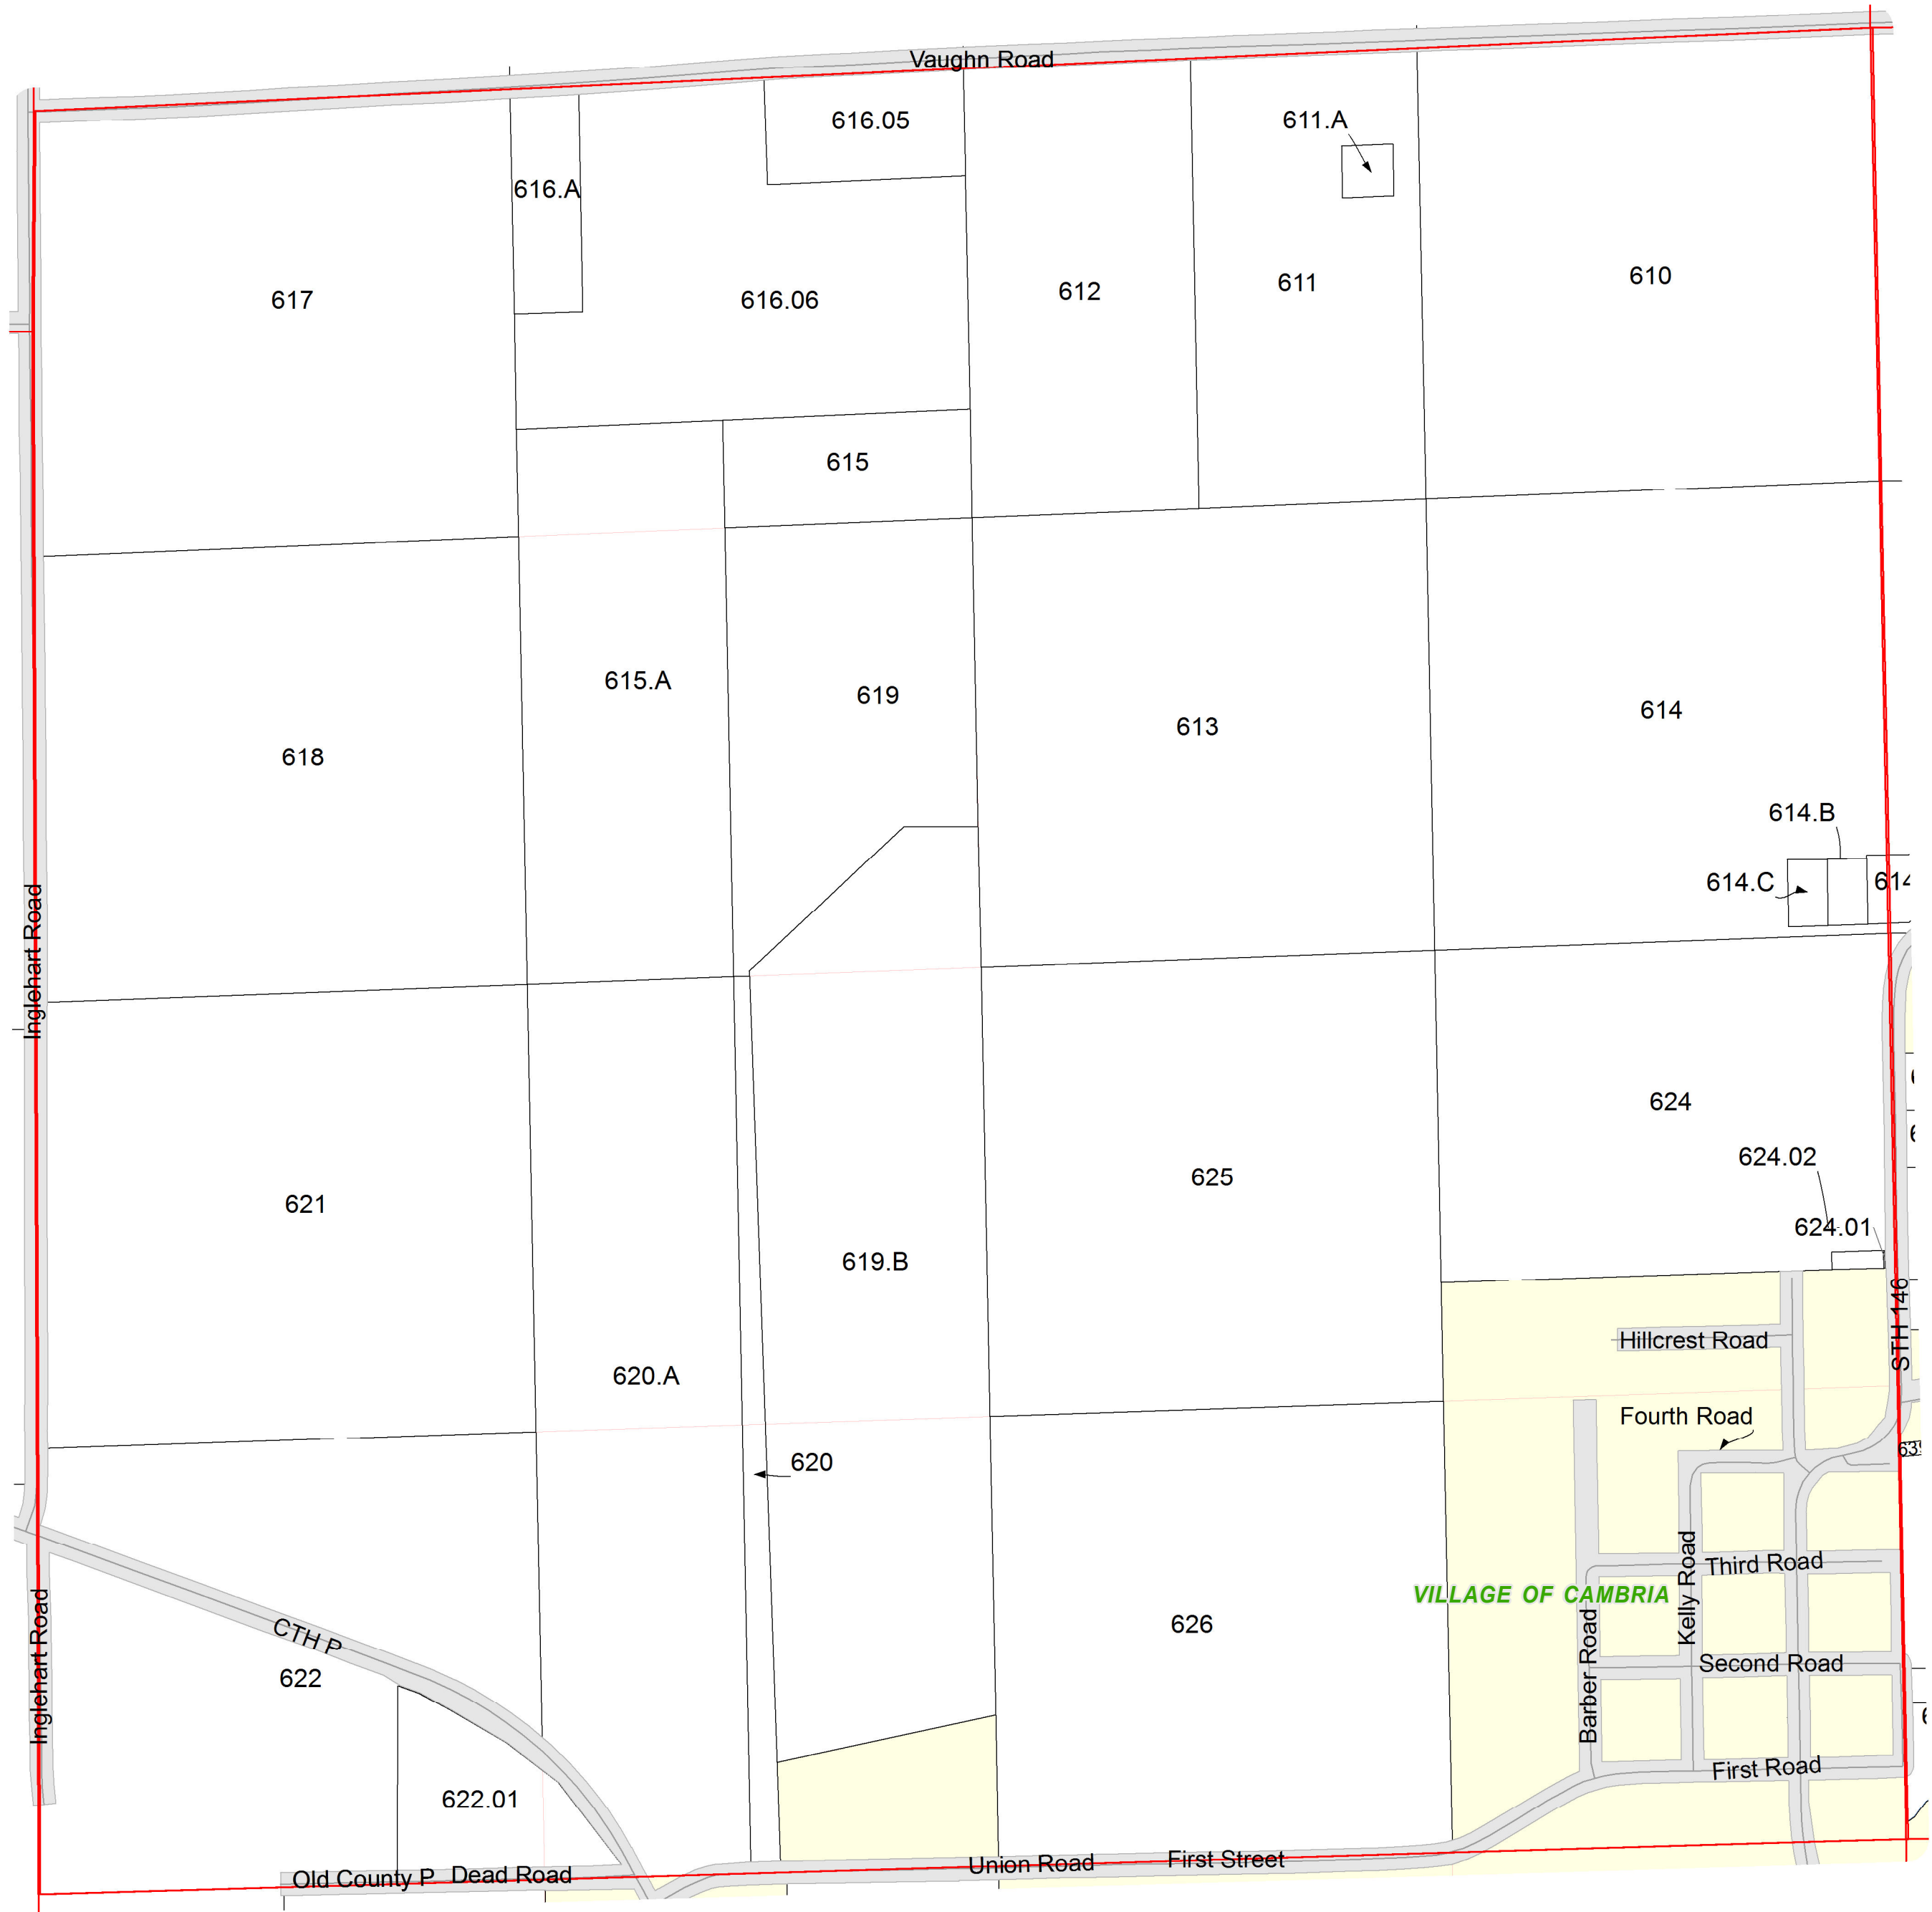 Vaughn Road
616.05
611.A
616.A
617
616.06
612
611
610
615
615.A
619
613
614
618
614.B
614.C
614
Inglehart Road
624
624.02
625
621
624.01
619.B
STH 146
Hillcrest Road
620.A
Fourth Road
620
Third Road
VILLAGE OF CAMBRIA
Kelly Road
626
CTH P
Inglehart Road
622
Barber Road
Second Road
First Road
622.01
Union Road
First Street
Old County P
Dead Road